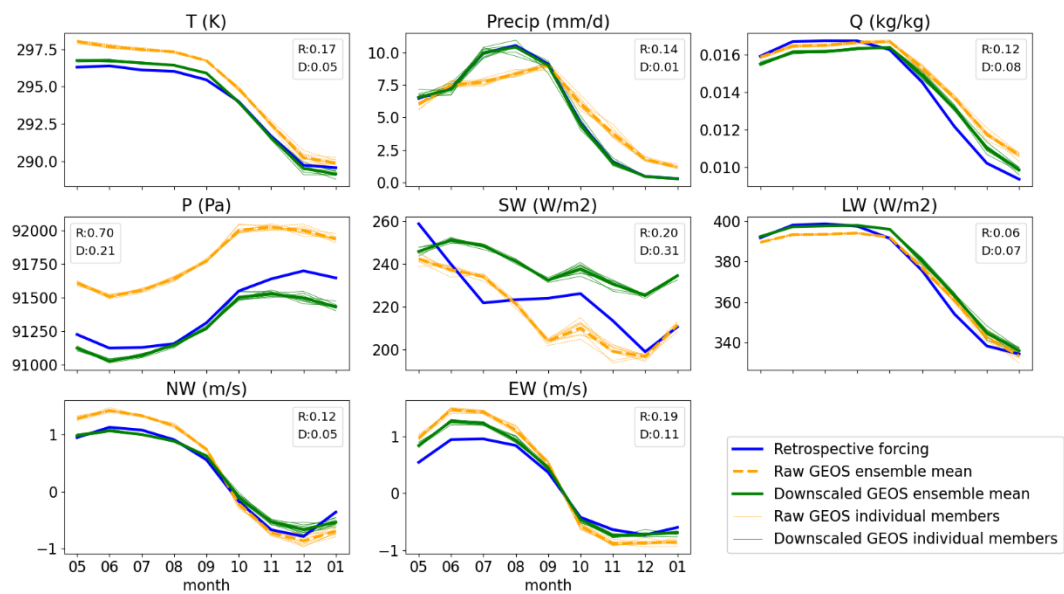 T (K)
297.5
295.0
292.5
290.0
R:0.17
D:0.05
Precip (mm/d)
10.0
7.5
5.0
2.5
0.0
R:0.14
D:0.01
Q (kg/kg)
0.016
0.014
0.012
0.010
R:0.12
D:0.08
P (Pa)
92000
91750
91500
91250
91000
R:0.70
D:0.21
SW (W/m2)
260
240
220
200
R:0.20
D:0.31
LW (W/m2)
400
380
360
340
R:0.06
D:0.07
NW (m/s)
1
0
−1
R:0.12
D:0.05
05 06 07 08 09 10 11 12 01
month
EW (m/s)
1
0
−1
R:0.19
D:0.11
05 06 07 08 09 10 11 12 01
month
Retrospective forcing
Raw GEOS ensemble mean
Downscaled GEOS ensemble mean
Raw GEOS individual members
Downscaled GEOS individual members